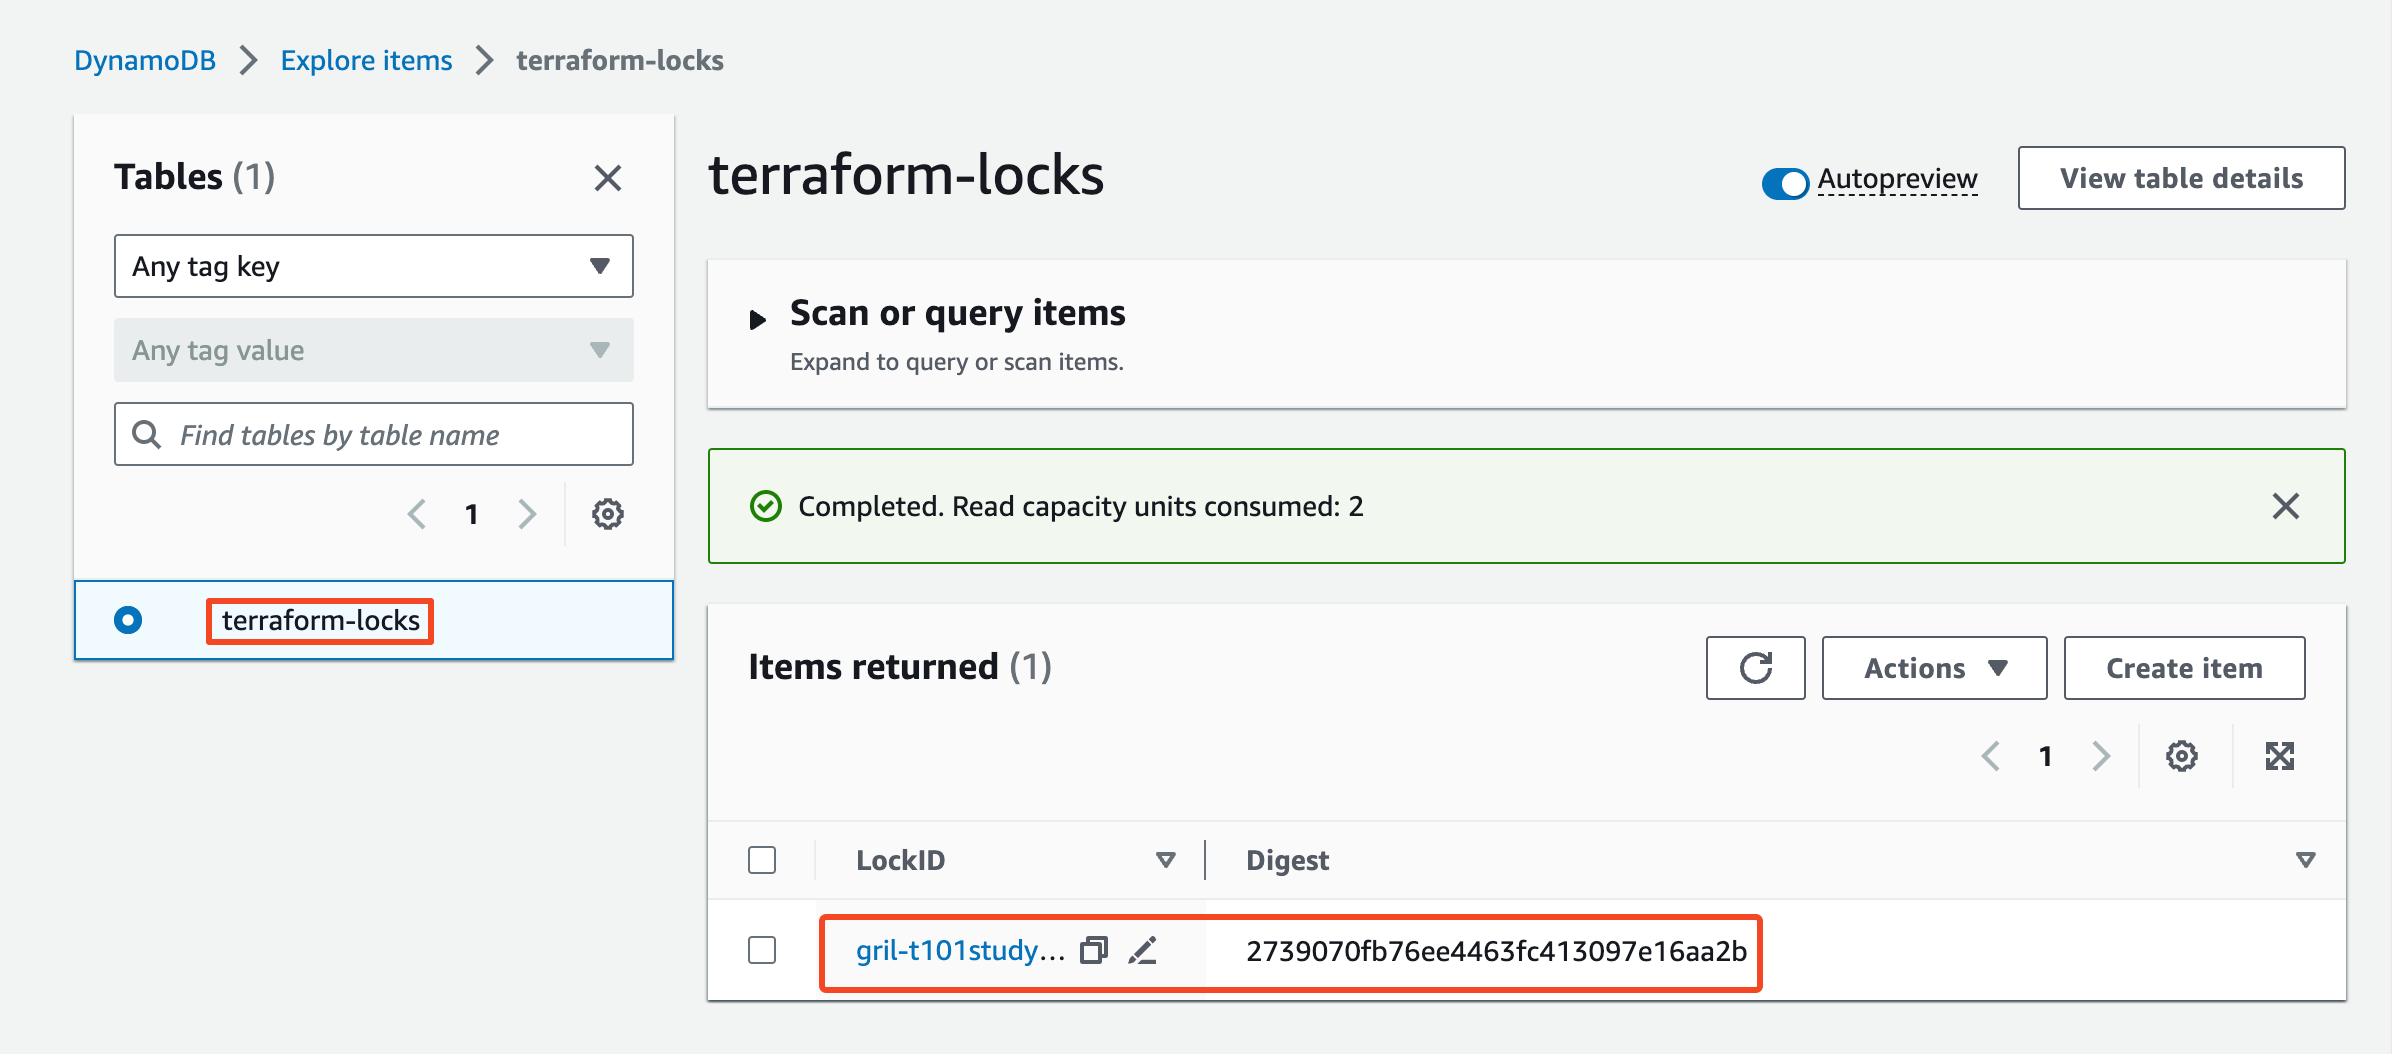 DynamoDB
Explore items
terraform-locks
Tables (1)
Any tag key
Any tag value
Find tables by table name
1
terraform-locks
terraform-locks
Autopreview
View table details
Scan or query items
Expand to query or scan items.
Completed. Read capacity units consumed: 2
Items returned (1)
Actions
Create item
1
LockID
Digest
gril-t101study...
2739070fb76ee4463fc413097e16aa2b